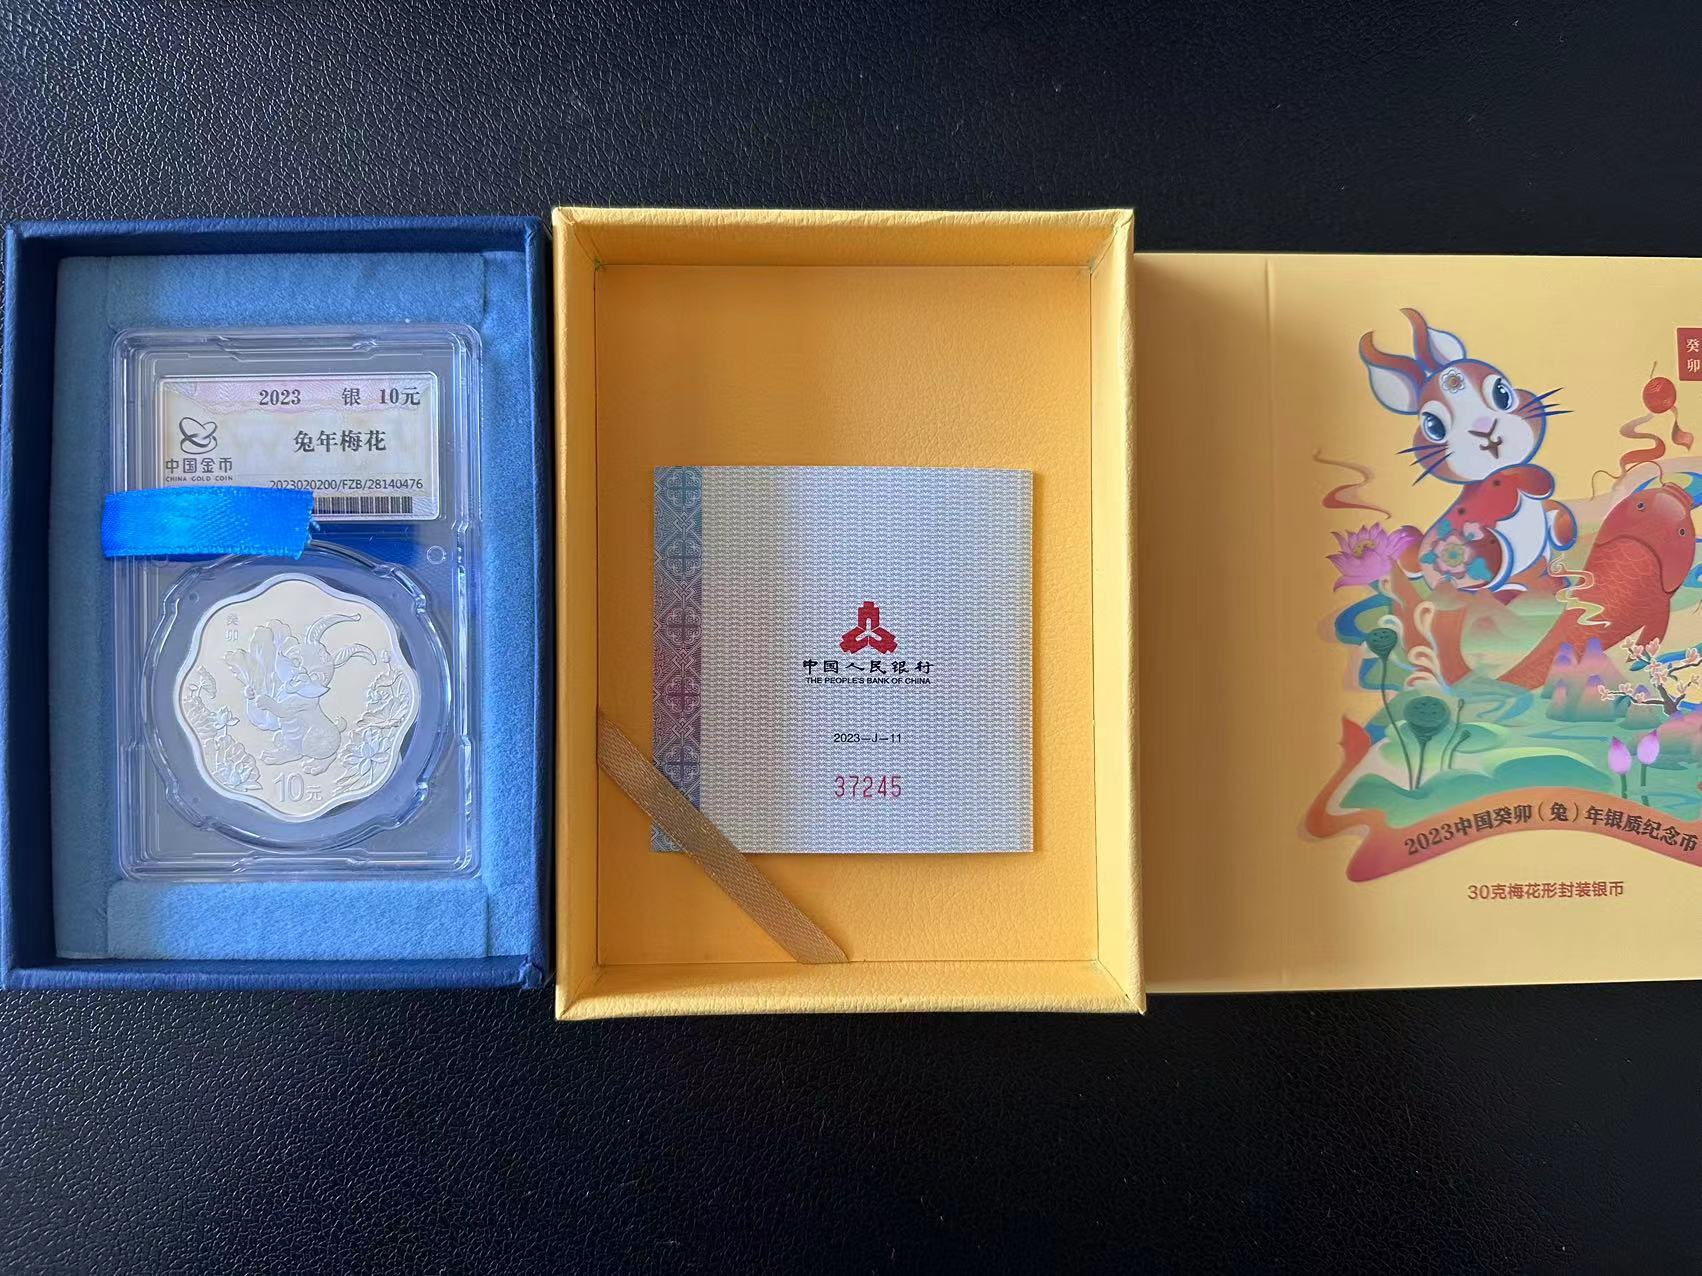 2023 银 10元
兔年梅花
中国金币
CHINA GOLD COIN
2023020200/FZB/28140476
癸卯
10元
中国人民银行
THE PEOPLE'S BANK OF CHINA
2023—J—11
37245
癸卯
2023中国癸卯（兔）年银质纪念币
30克梅花形封装银币